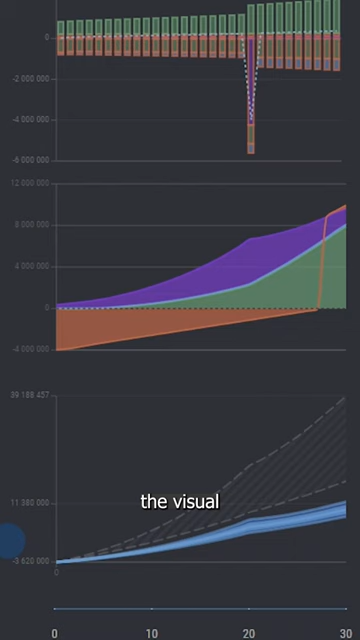 0
-2 000 000
-4 000 000
-6 000 000
12 000 000
8 000 000
4 000 000
0
-4 000 000
39 188 457
11 380 000
the visual
-3 620 000
0
0 10 20 30